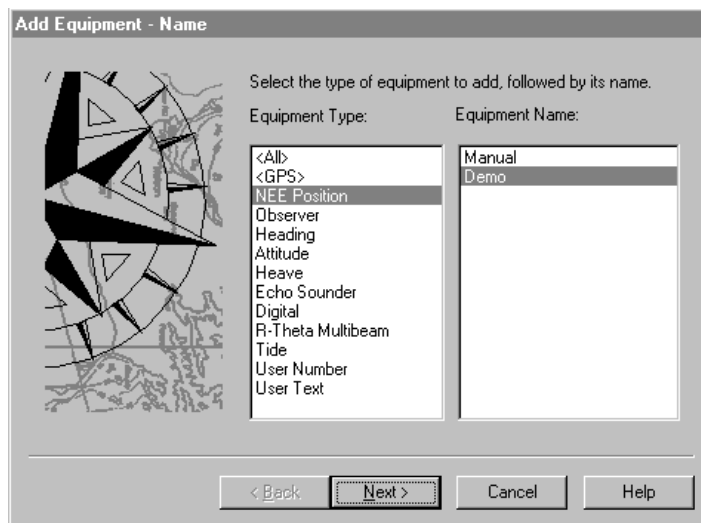 Add Equipment - Name
Select the type of equipment to add, followed by its name.
Equipment Type:
Equipment Name:
<All>
<GPS>
NEE Position
Observer
Heading
Attitude
Heave
Echo Sounder
Digital
R-Theta Multibeam
Tide
User Number
User Text
Manual
Demo
< Back
Next >
Cancel
Help